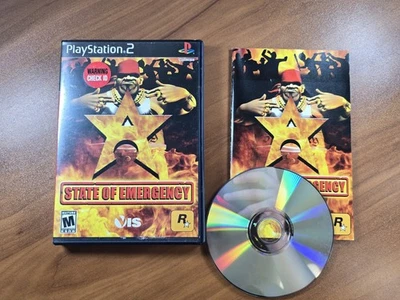 PlayStation 2
WARNING
CHECK ID
STATE OF EMERGENCY
M
VIS
R
EMERGENCY
R